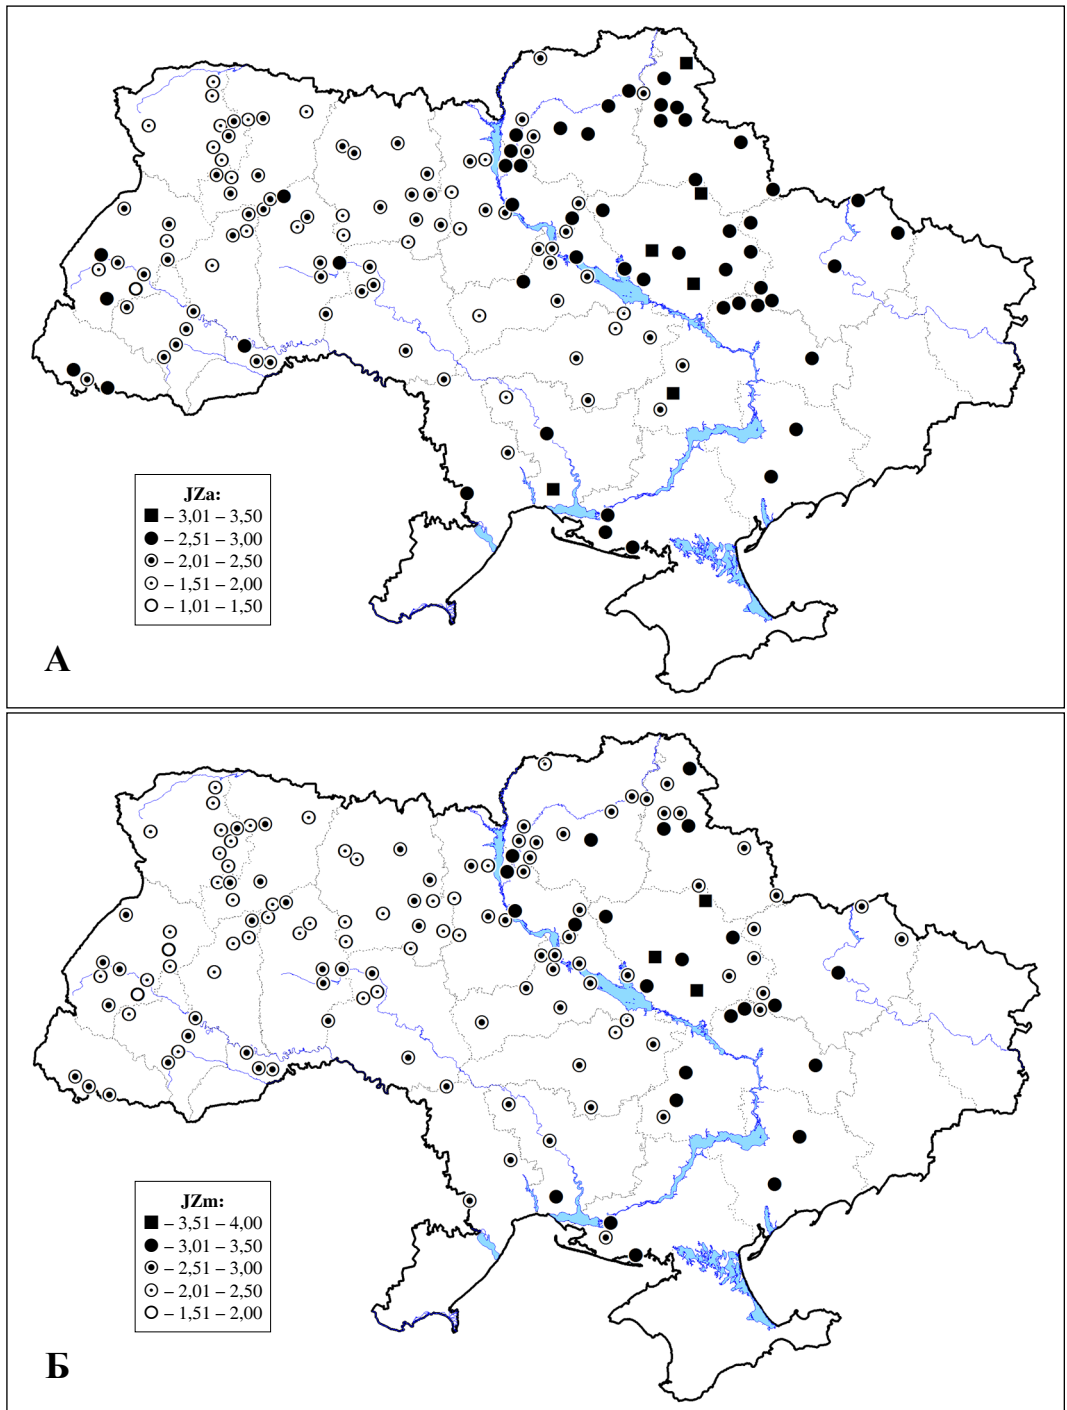 JZa:
– 3,01 – 3,50
– 2,51 – 3,00
– 2,01 – 2,50
– 1,51 – 2,00
– 1,01 – 1,50
А
JZm:
– 3,51 – 4,00
– 3,01 – 3,50
– 2,51 – 3,00
– 2,01 – 2,50
– 1,51 – 2,00
Б